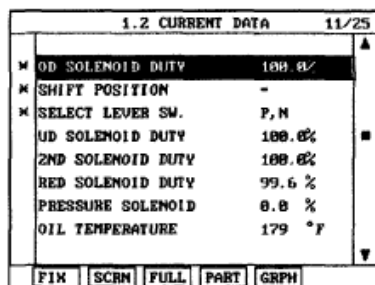 1.2 CURRENT DATA 11/25
* OD SOLENOID DUTY 100.0%
* SHIFT POSITION -
* SELECT LEVER SW. P,N
UD SOLENOID DUTY 100.0%
2ND SOLENOID DUTY 100.0%
RED SOLENOID DUTY 99.6 %
PRESSURE SOLENOID 0.0 %
OIL TEMPERATURE 179 °F
FIX SCRN FULL PART GRPH